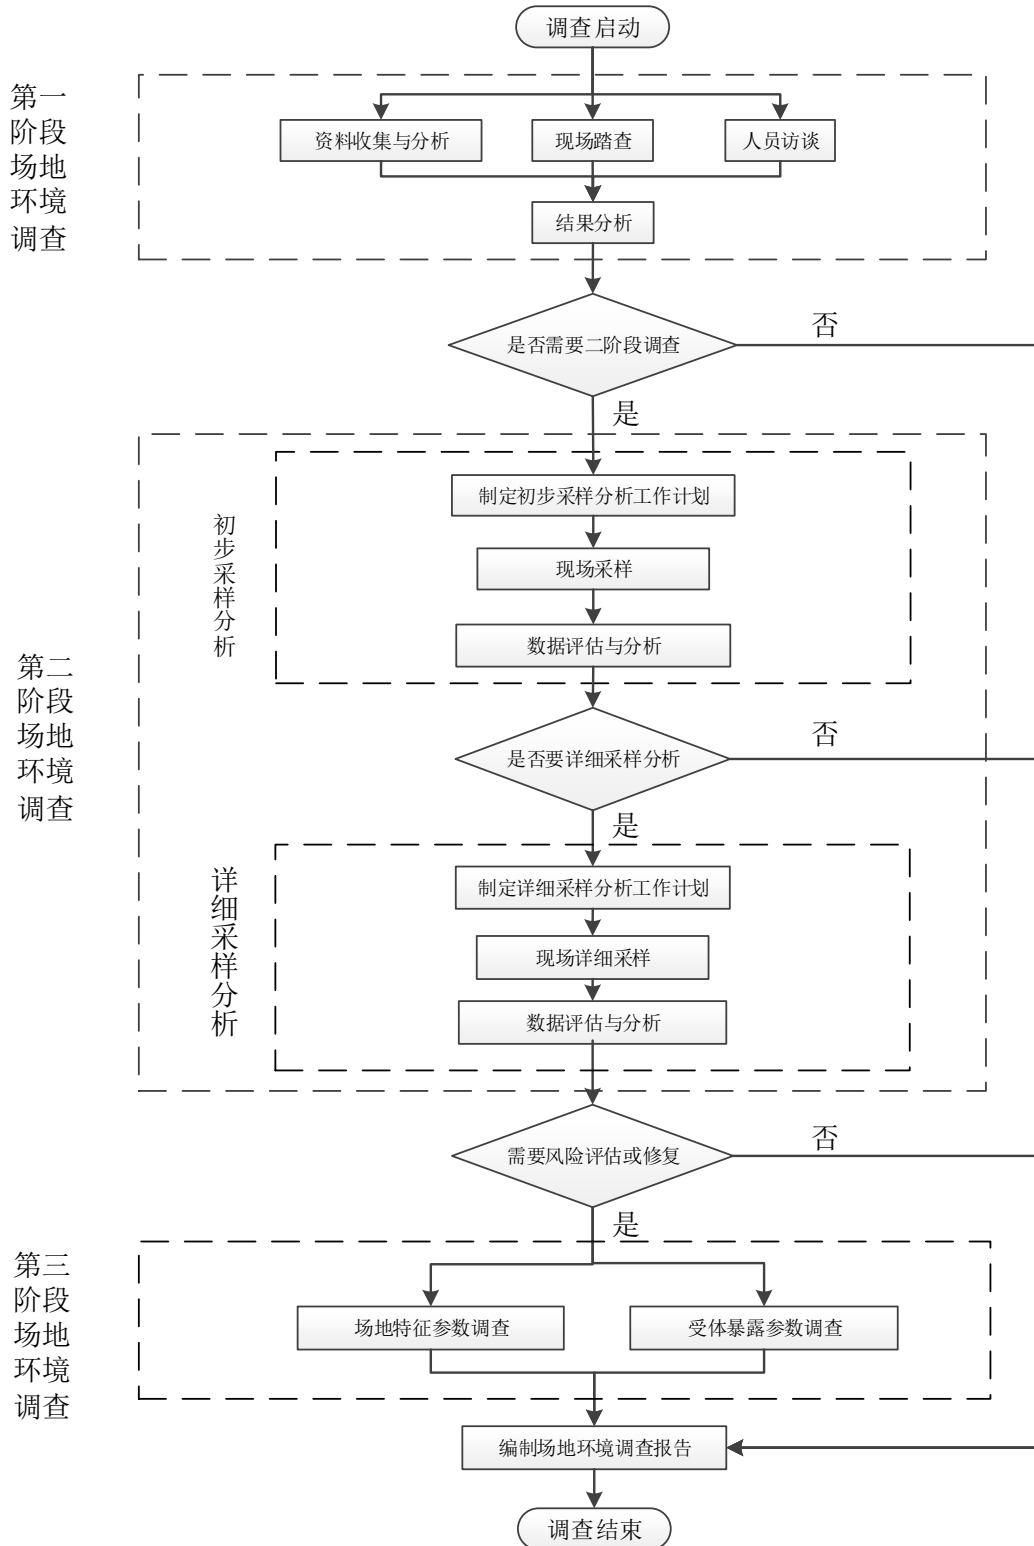 调查启动
第一
阶段
场地
环境
调查
资料收集与分析
现场踏查
人员访谈
结果分析
是否需要二阶段调查
否
是
第二
阶段
场地
环境
调查
初步采样分析
制定初步采样分析工作计划
现场采样
数据评估与分析
是否要详细采样分析
否
是
详细采样分析
制定详细采样分析工作计划
现场详细采样
数据评估与分析
需要风险评估或修复
否
是
第三
阶段
场地
环境
调查
场地特征参数调查
受体暴露参数调查
编制场地环境调查报告
调查结束